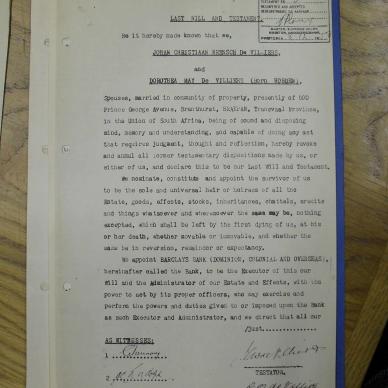 LAST WILL AND TESTAMENT.
Be it hereby made known that we,
JOHAN CHRISTIAAN De VILLIERS,
and
DOROTHEA MAY De VILLIERS (Born
Spouses, married in community of property, presently of 600
Prince George Avenue, Brenthurst, BRAKPAN, Transvaal Province,
in the Union of South Africa, being of sound and disposing
mind, memory and understanding, and capable of doing any act
that requires judgment, thought and reflection, hereby revoke
and annul all former testamentary dispositions made by us, or
either of us, and declare this to be our Last Will and Testament.
We nominate, constitute and appoint the survivor of us
to be the sole and universal heir or heiress of all the
Estate, goods, effects, stocks, inheritances, chattels, credits
and things whatsoever and wheresoever the same may be, nothing
excepted, which shall be left by the first dying of us, at his
or her death, whether movable or immovable, and whether the
same be in reversion, remainder or expectancy.
We appoint BARCLAYS BANK (DOMINION, COLONIAL AND OVERSEAS),
hereinafter called the Bank, to be the Executor of this our
Will and the Administrator of our Estate and Effects, with the
power to act by its proper officers, who may exercise and
perform the powers and duties given to or imposed upon the Bank
as such Executor and Administrator, and we direct that all our
AS WITNESSES:
1.
TESTATOR.
2.